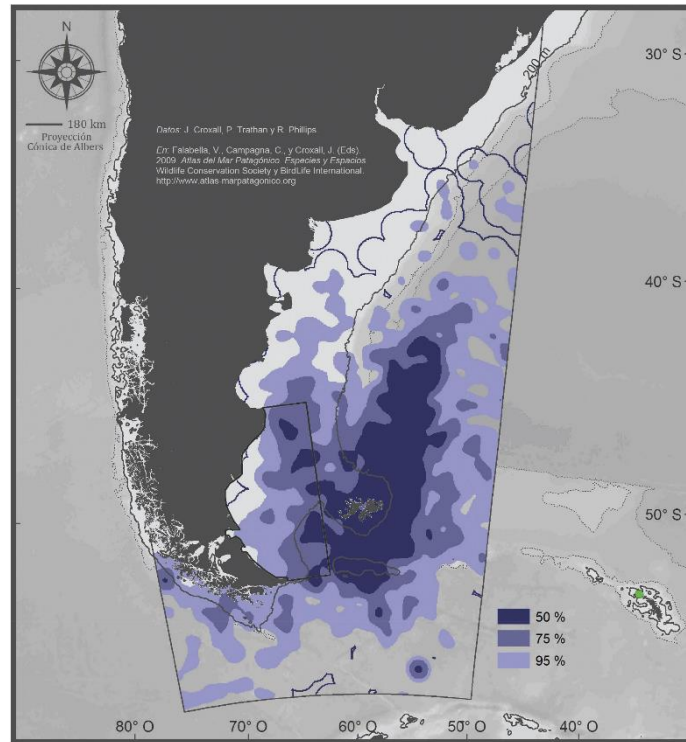 N
180 km
Proyección
Cónica de Albers
Datos: J. Croxall, P. Trathan y R. Phillips.
En: Falabella, V., Campagna, C., y Croxall, J. (Eds).
2009. Atlas del Mar Patagónico. Especies y Espacios.
Wildlife Conservation Society y BirdLife International.
http://www.atlas-marpatagonico.org
200 m
30° S
40° S
50° S
50 %
75 %
95 %
80° O
70° O
60° O
50° O
40° O